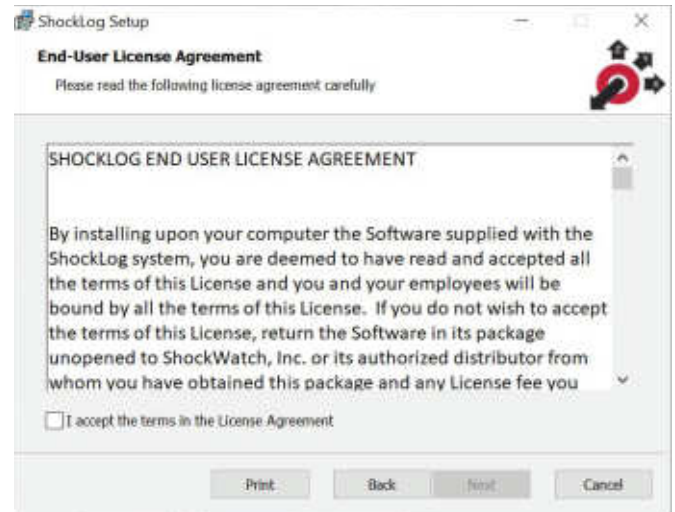 ShockLog Setup
End-User License Agreement
Please read the following license agreement carefully
SHOCKLOG END USER LICENSE AGREEMENT
By installing upon your computer the Software supplied with the
ShockLog system, you are deemed to have read and accepted all
the terms of this License and you and your employees will be
bound by all the terms of this License.  If you do not wish to accept
the terms of this License, return the Software in its package
unopened to ShockWatch, Inc. or its authorized distributor from
whom you have obtained this package and any License fee you
I accept the terms in the License Agreement
Print Back Next Cancel